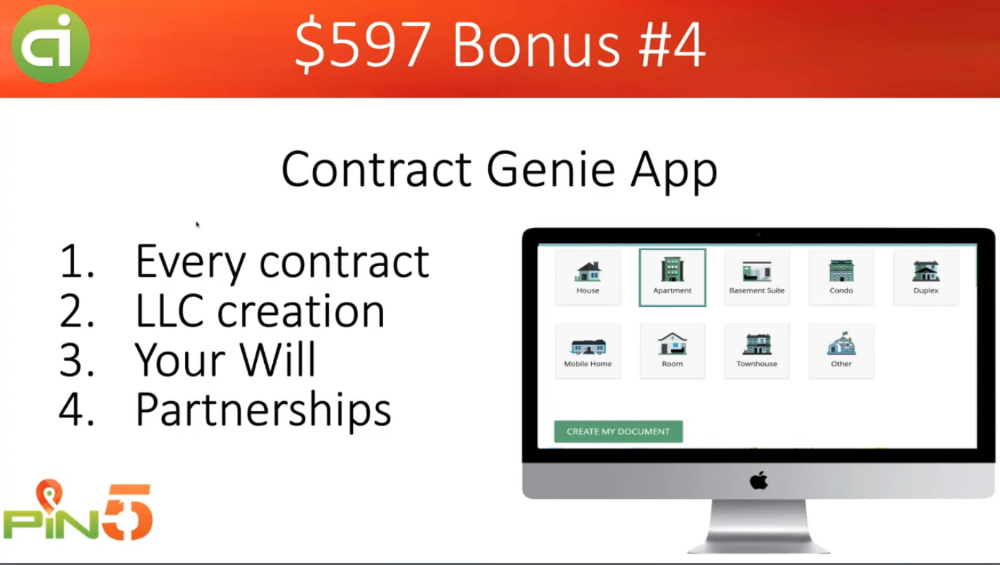 ai
$597 Bonus #4
Contract Genie App
1. Every contract
2. LLC creation
3. Your Will
4. Partnerships
House
Apartment
Basement Suite
Condo
Duplex
Mobile Home
Room
Townhouse
Other
CREATE MY DOCUMENT
PiN5